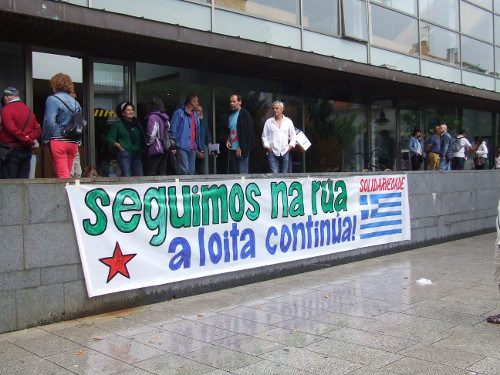 seguimos na rúa
a loita continúa!
SOLIDARIEDADE